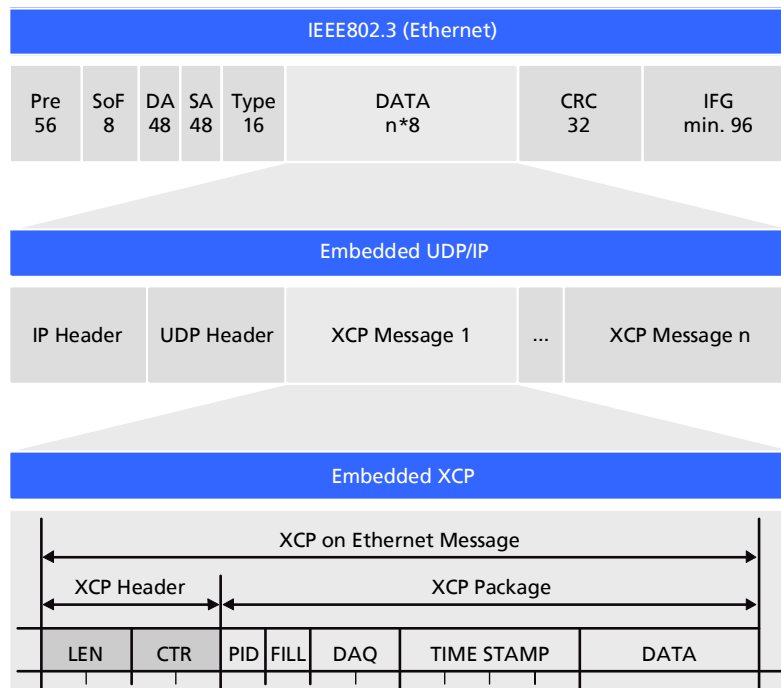 IEEE802.3 (Ethernet)
Pre SoF DA SA Type DATA CRC IFG
56 8 48 48 16 n*8 32 min. 96
Embedded UDP/IP
IP Header UDP Header XCP Message 1 ... XCP Message n
Embedded XCP
XCP on Ethernet Message
XCP Header XCP Package
LEN CTR PID FILL DAQ TIME STAMP DATA